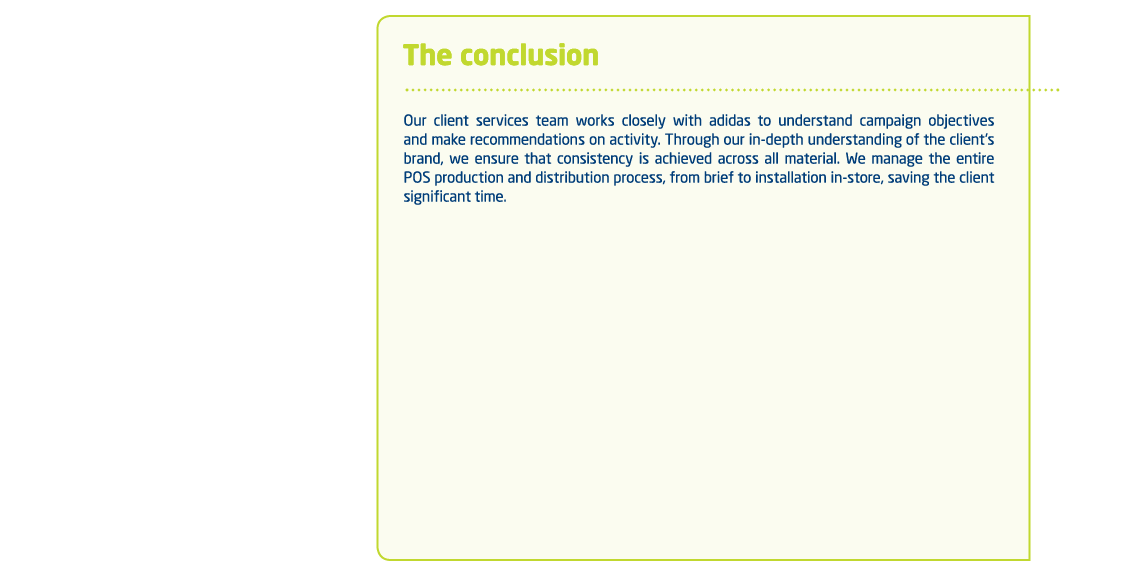 The conclusion
Our client services team works closely with adidas to understand campaign objectives
and make recommendations on activity. Through our in-depth understanding of the client's
brand, we ensure that consistency is achieved across all material. We manage the entire
POS production and distribution process, from brief to installation in-store, saving the client
significant time.